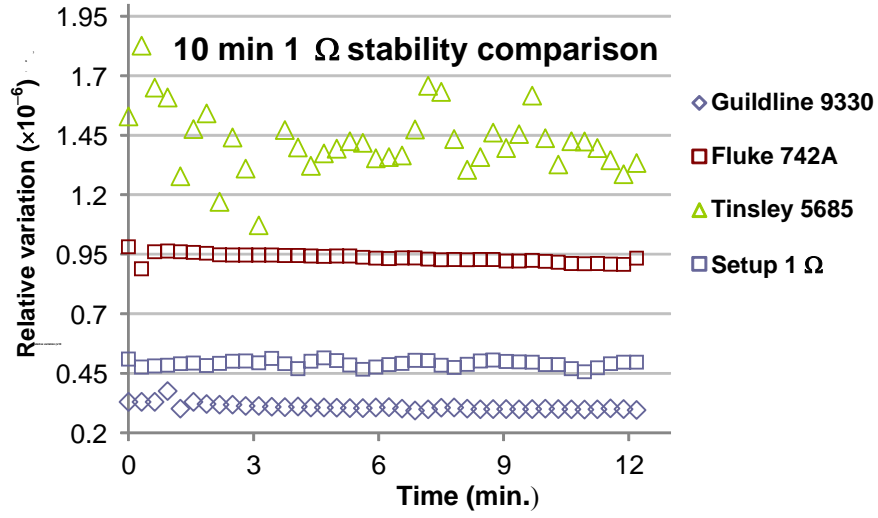 10 min 1 Ω stability comparison
Relative variation (×10⁻⁶)
1.95
1.7
1.45
1.2
0.95
0.7
0.45
0.2
0
3
6
9
12
Time (min.)
Guildline 9330
Fluke 742A
Tinsley 5685
Setup 1 Ω